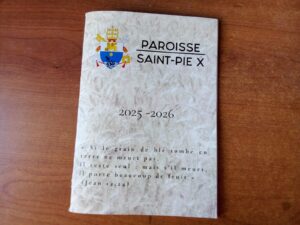 PAROISSE
SAINT-PIE X
2025 -2026
« Si le grain de blé tombe en
terre ne meurt pas,
il reste seul ; mais s'il meurt,
il porte beaucoup de fruit »
(Jean 12,24)